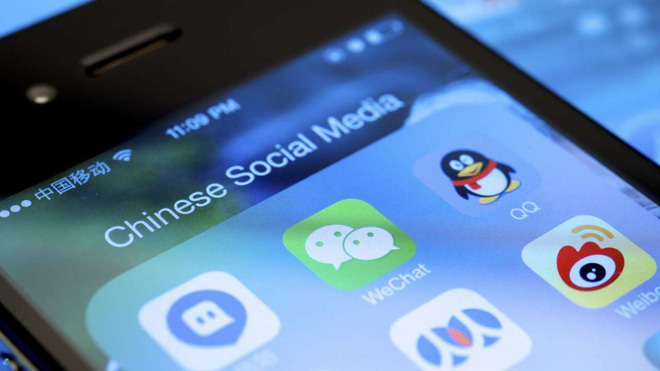 中国移动
11:09 PM
Chinese Social Media
WeChat
QQ
Weibo